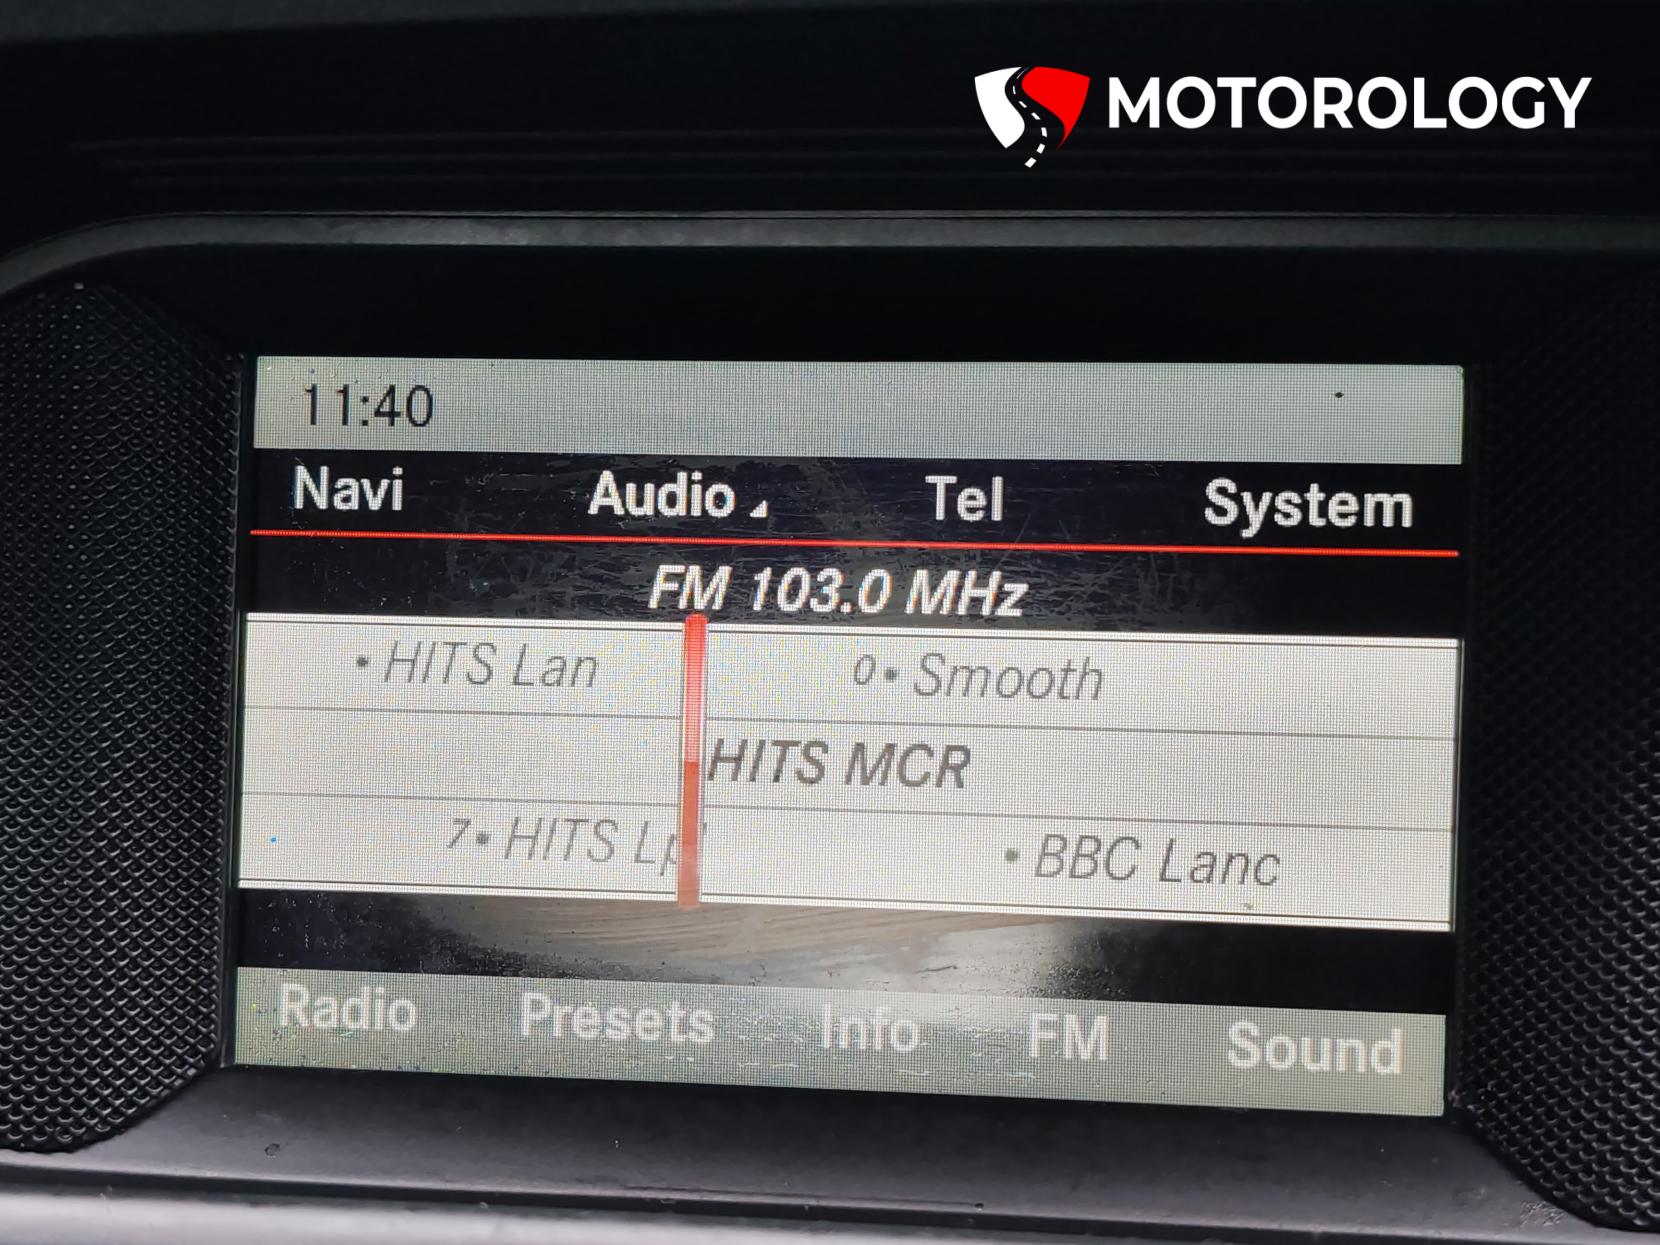 MOTOROLOGY
11:40
Navi Audio Tel System
FM 103.0 MHz
• HITS Lan 0• Smooth
HITS MCR
7• HITS Lp • BBC Lanc
Radio Presets Info FM Sound